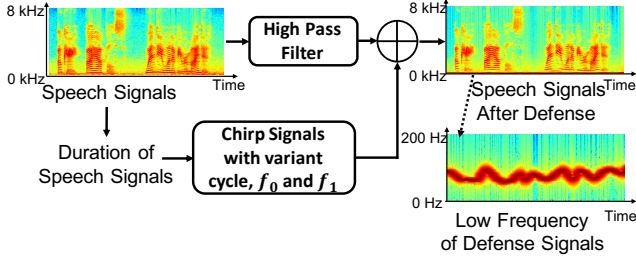 8 kHz
0 kHz
Time
Speech Signals
High Pass
Filter
8 kHz
0 kHz
Time
Speech Signals
After Defense
Duration of
Speech Signals
Chirp Signals
with variant
cycle, f₀ and f₁
200 Hz
0 Hz
Time
Low Frequency
of Defense Signals